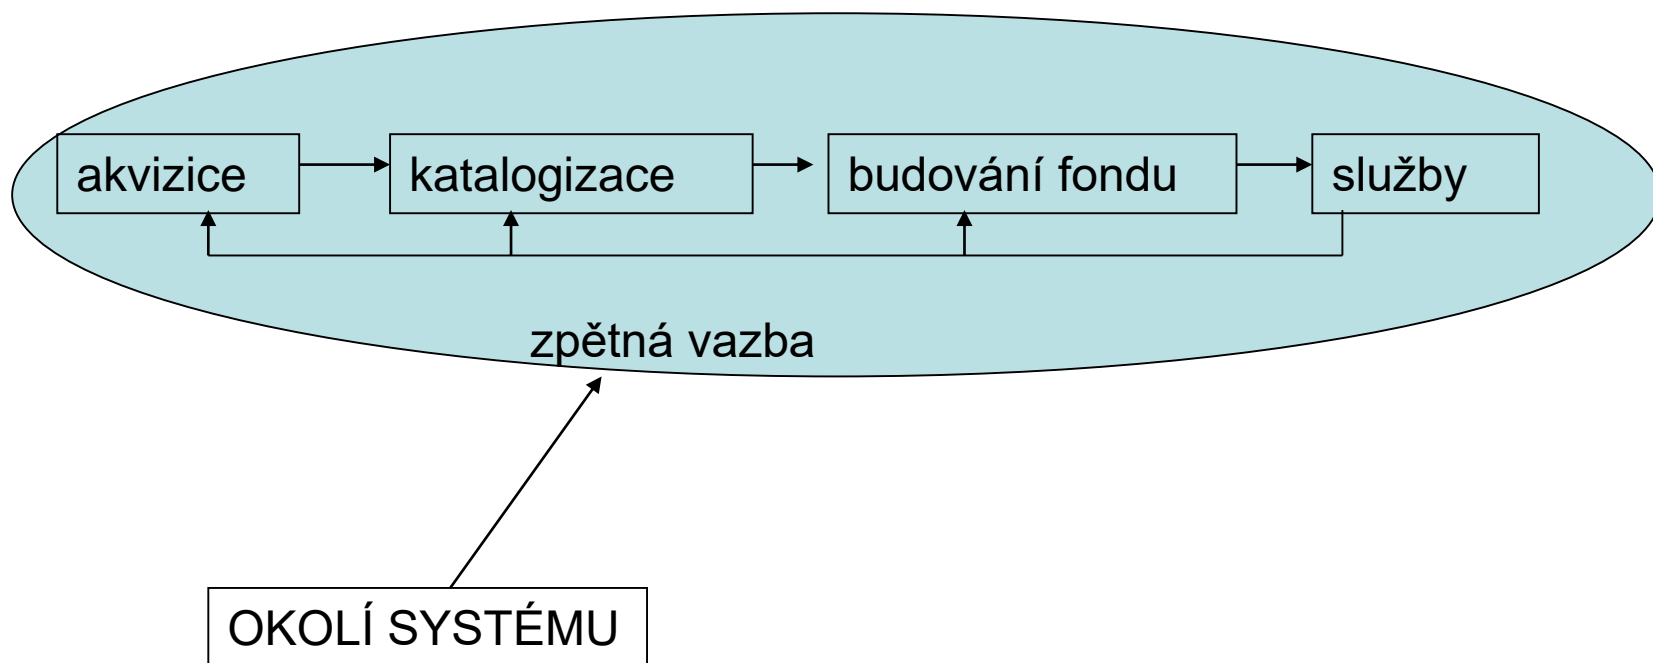 akvizice
katalogizace
budování fondu
služby
zpětná vazba
OKOLÍ SYSTÉMU